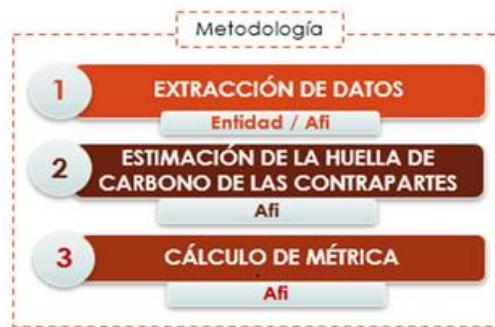 Metodología
1
EXTRACCIÓN DE DATOS
Entidad / Afi
2
ESTIMACIÓN DE LA HUELLA DE
CARBONO DE LAS CONTRAPARTES
Afi
3
CÁLCULO DE MÉTRICA
Afi